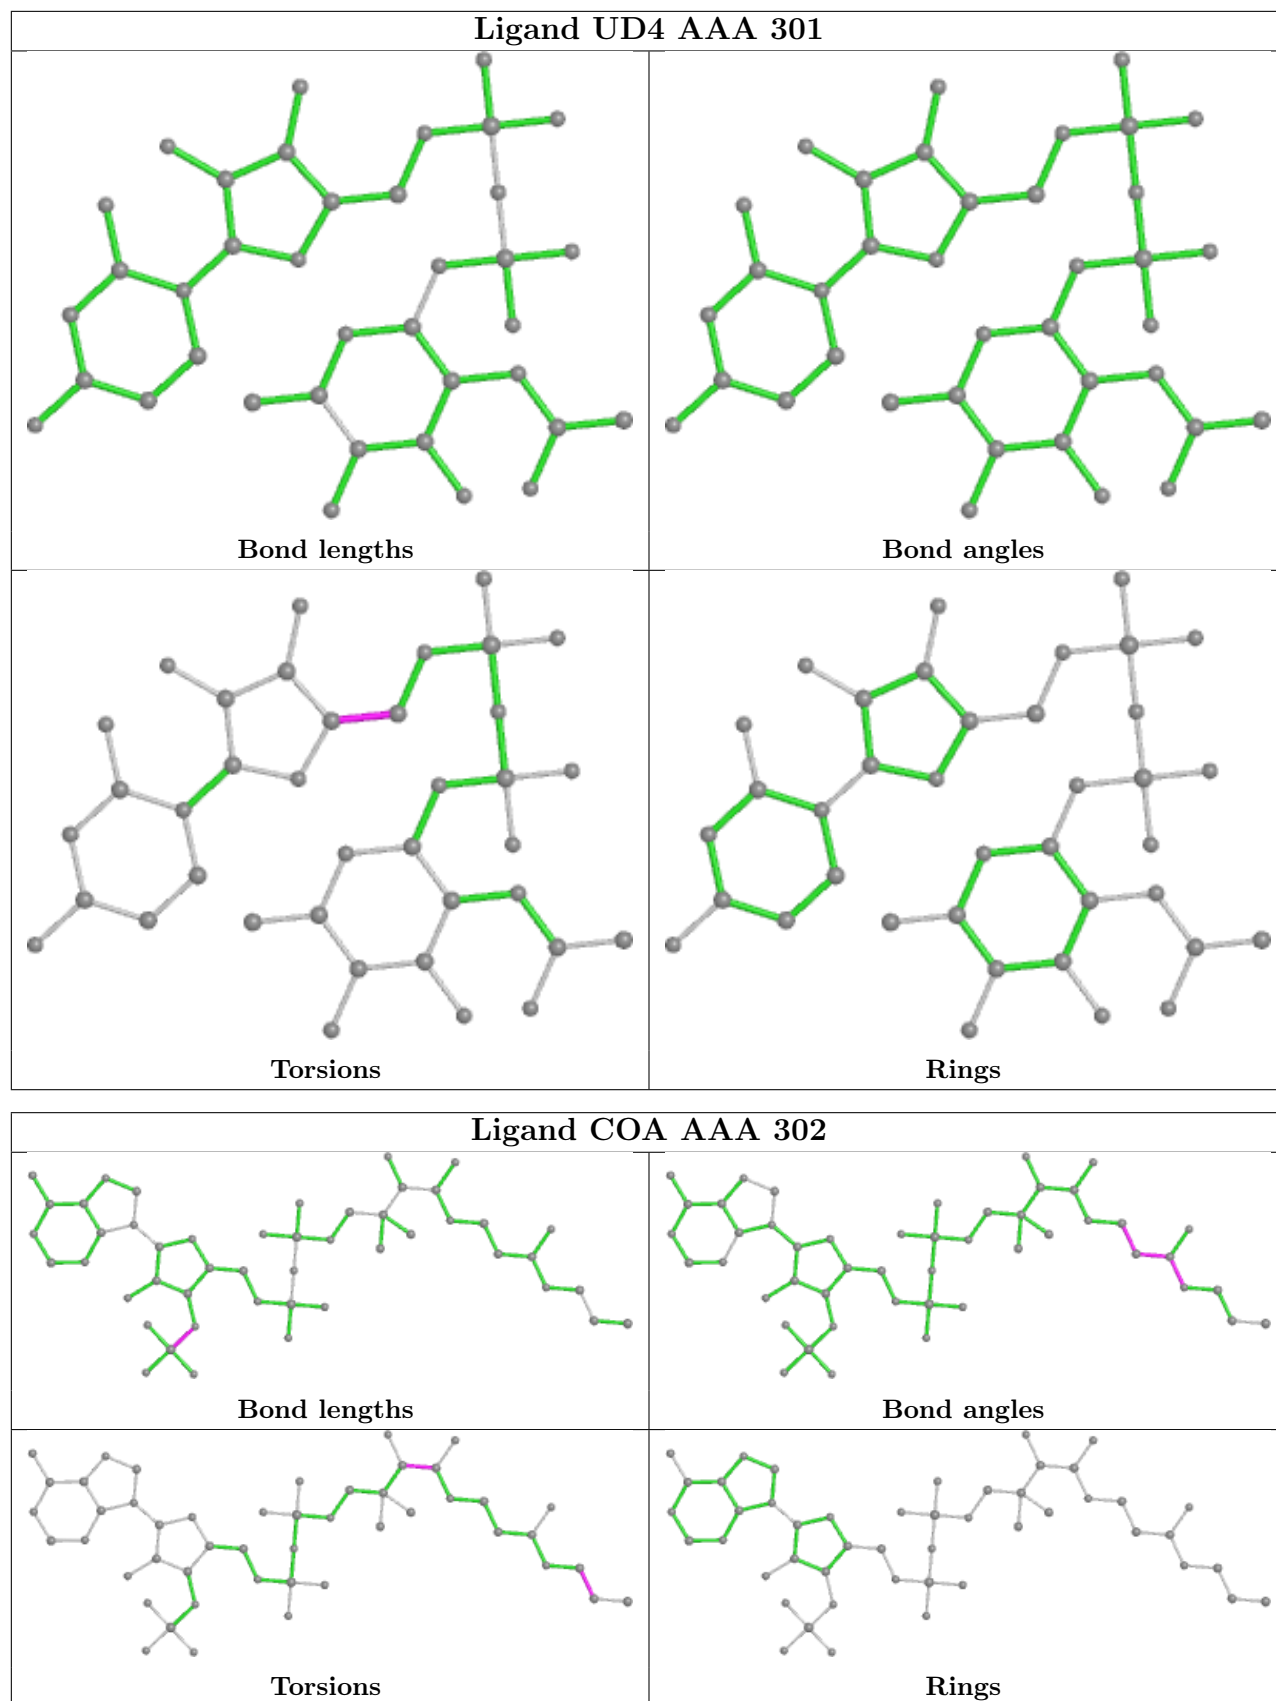 Ligand UD4 AAA 301
Bond lengths
Bond angles
Torsions
Rings
Ligand COA AAA 302
Bond lengths
Bond angles
Torsions
Rings